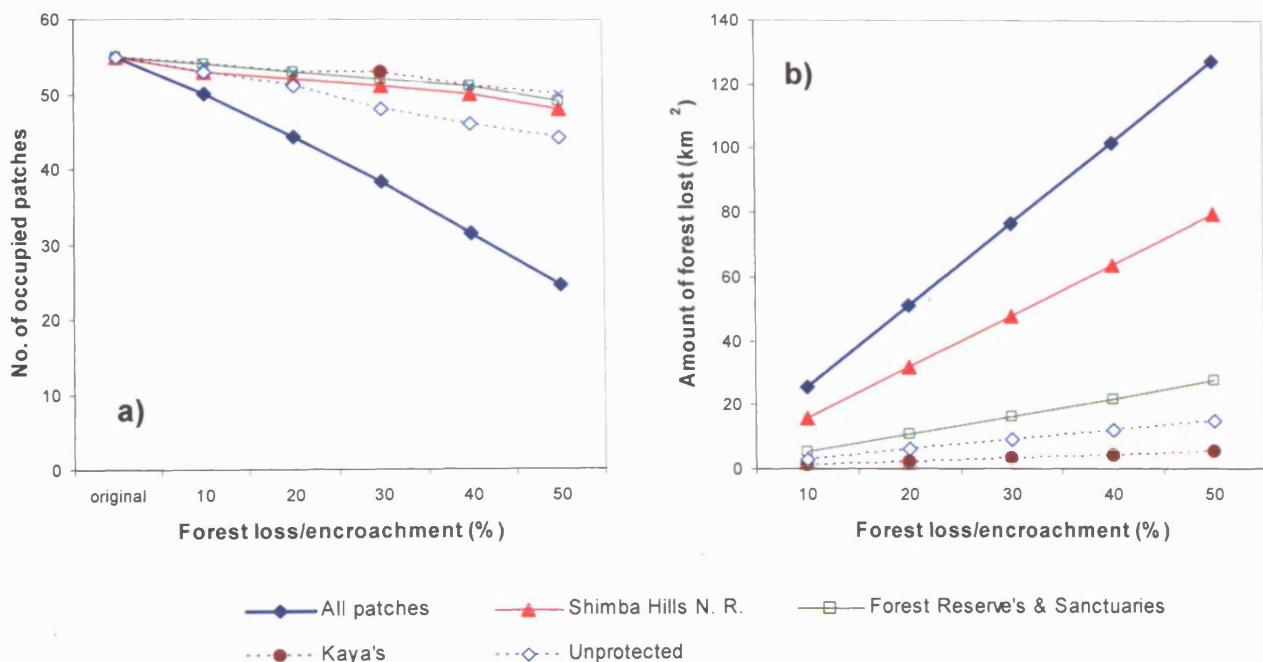 60
50
40
30
20
10
0
No. of occupied patches
a)
original 10 20 30 40 50
Forest loss/encroachment (%)
140
120
100
80
60
40
20
0
Amount of forest lost (km 2)
b)
10 20 30 40 50
Forest loss/encroachment (%)
All patches
Shimba Hills N. R.
Forest Reserve's & Sanctuaries
Kaya's
Unprotected